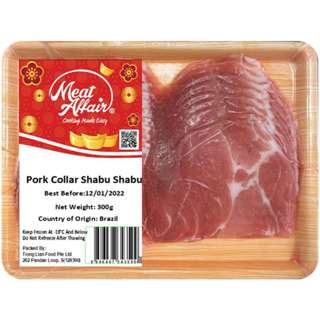 Meat
Affair®
Cooking Made Easy
Pork Collar Shabu Shabu
Best Before:12/01/2022
Net Weight: 300g
Country of Origin: Brazil
Keep Frozen At -18°C And Below
Do Not Refreeze After Thawing
Packed By:
Tiong Lian Food Pte Ltd